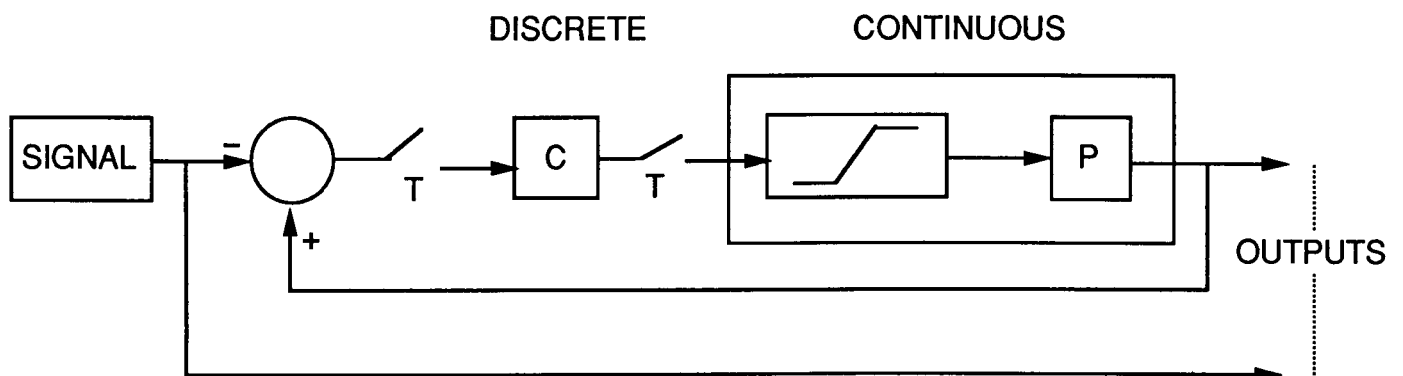 DISCRETE
CONTINUOUS
SIGNAL
−
T
C
T
P
+
OUTPUTS